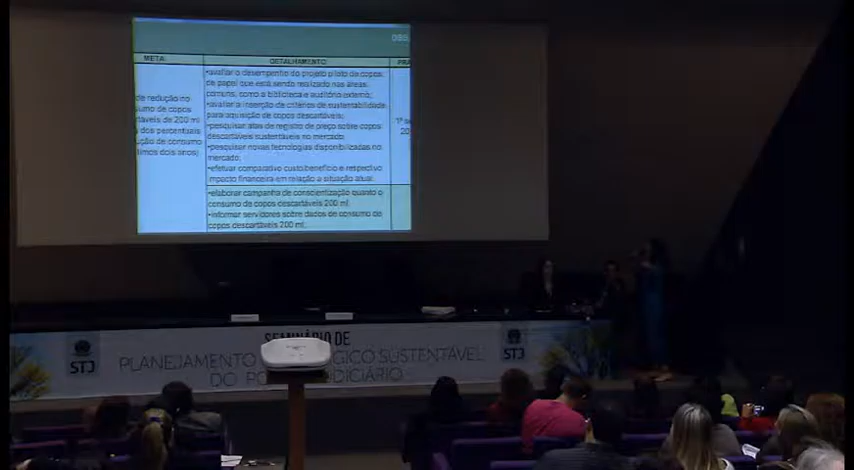 META
DETALHAMENTO
•avaliar o desempenho do projeto piloto de copos
de papel que está sendo realizado nas áreas
comuns, como a biblioteca e auditório externo;
•avaliar a inserção de critérios de sustentabilidade
para aquisição de copos descartáveis;
•pesquisar atas de registro de preço sobre copos
descartáveis sustentáveis no mercado
•pesquisar novas tecnologias disponibilizadas no
mercado;
•efetuar comparativo custo/benefício e respectivo
impacto financeiro em relação a situação atual.
•elaborar campanha de conscientização quanto o
consumo de copos descartáveis 200 ml
•informar servidores sobre dados de consumo de
copos descartáveis 200 ml.
de redução no
sumo de copos
táveis de 200 ml
dos percentuais
ução de consumo
timos dois anos)
SEMINÁRIO DE
PLANEJAMENTO
GICO SUSTENTÁVEL
DO
DICIÁRIO
STJ
STJ